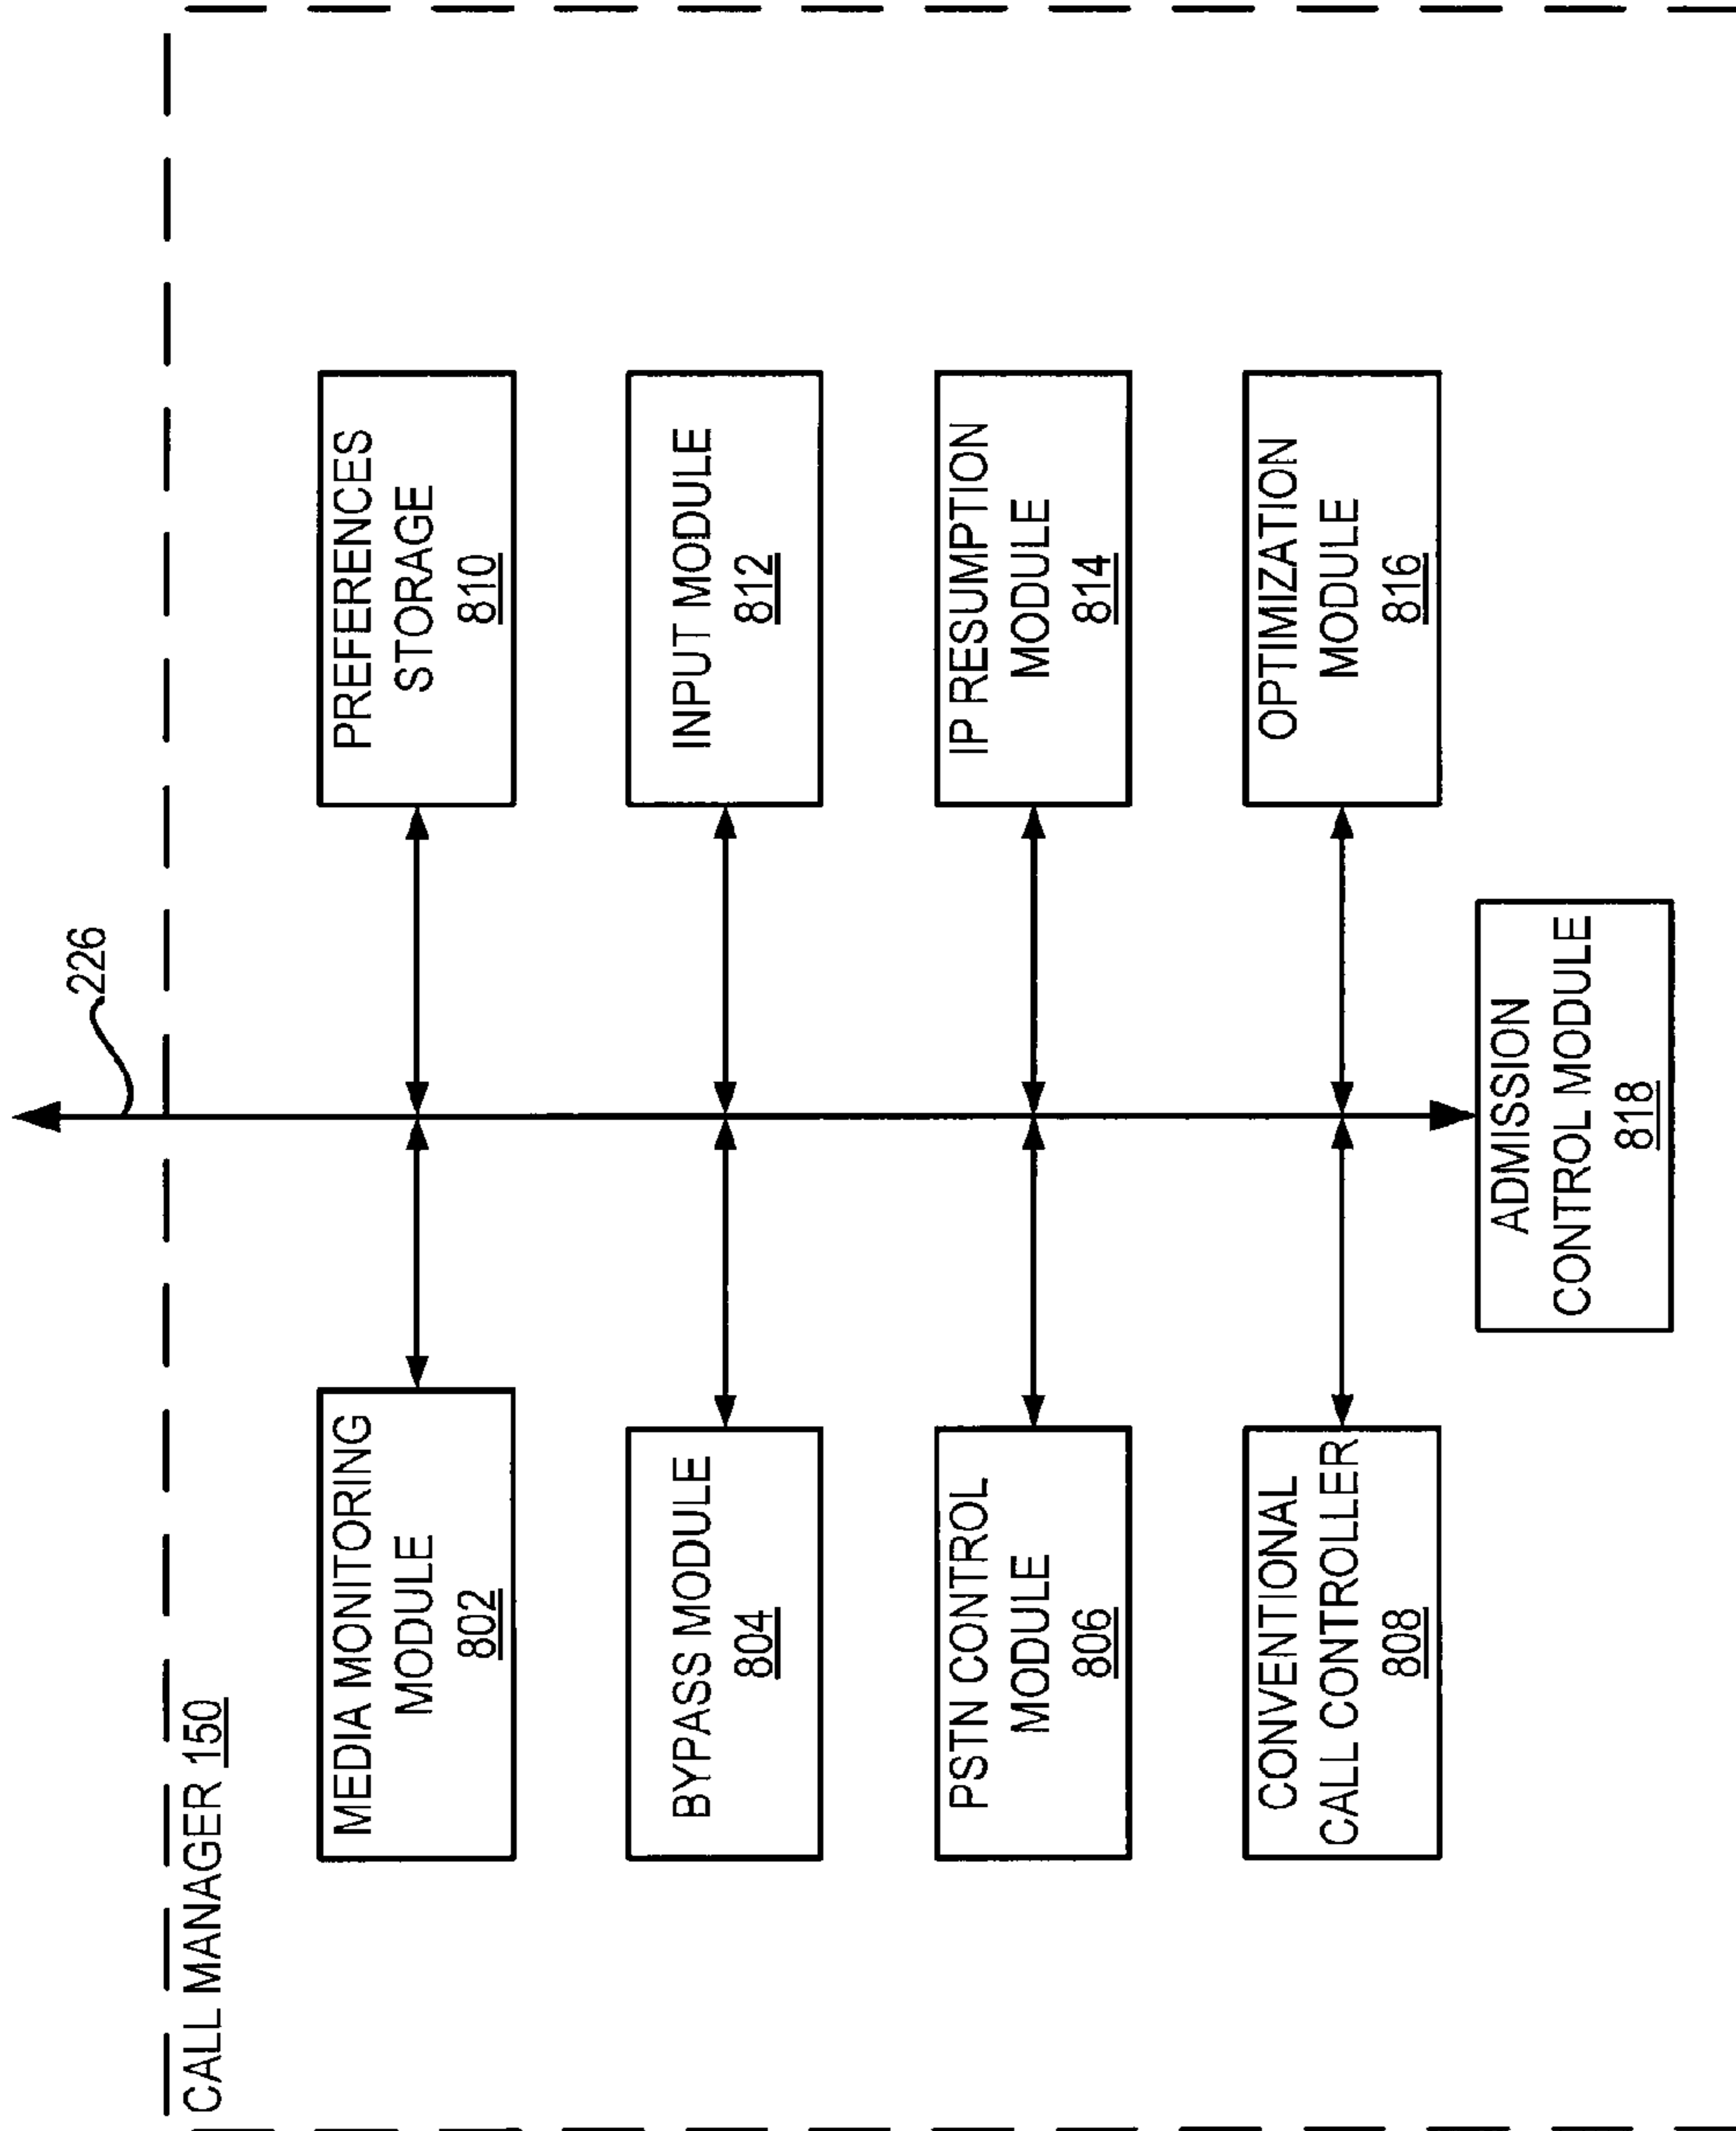 226
CALL MANAGER 150
MEDIA MONITORING
MODULE
802
PREFERENCES
STORAGE
810
BYPASS MODULE
804
INPUT MODULE
812
PSTN CONTROL
MODULE
806
IP RESUMPTION
MODULE
814
CONVENTIONAL
CALL CONTROLLER
808
OPTIMIZATION
MODULE
816
ADMISSION
CONTROL MODULE
818